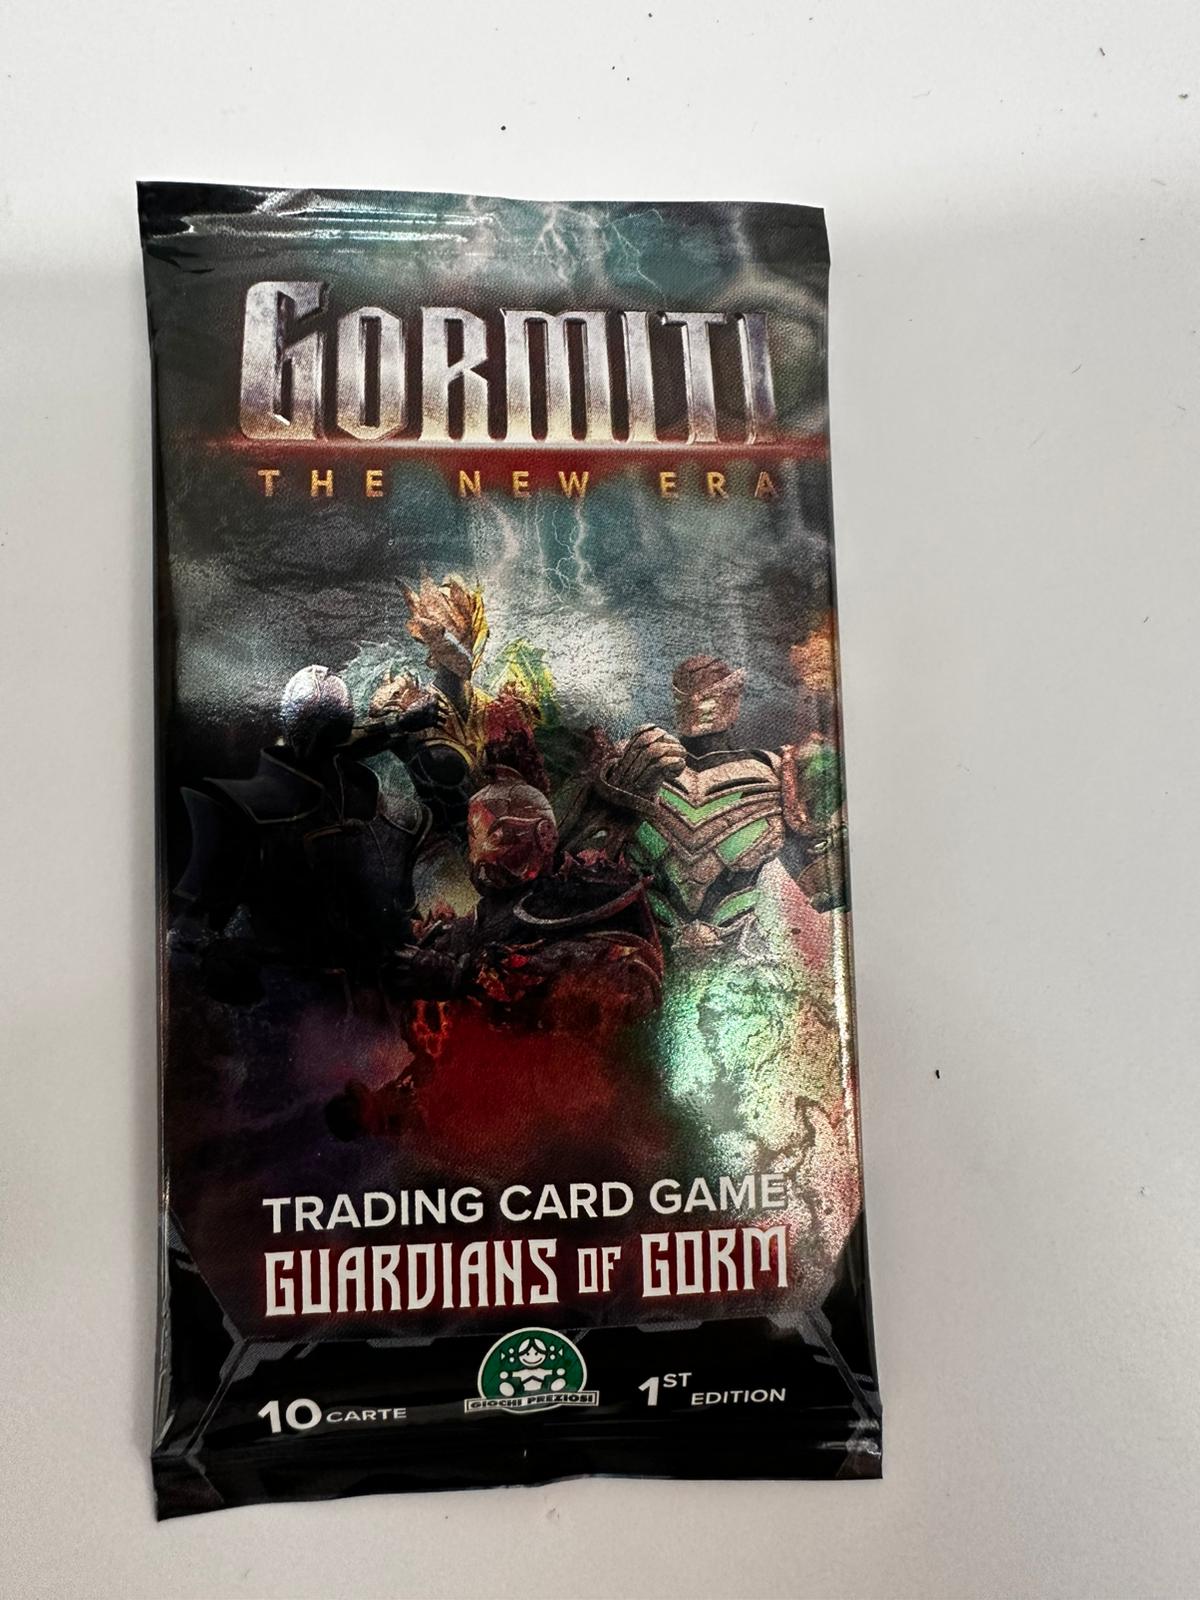 GORMITI
THE NEW ERA
TRADING CARD GAME
GUARDIANS OF GORM
10 CARTE
GIOCHI PREZIOSI
1ST EDITION